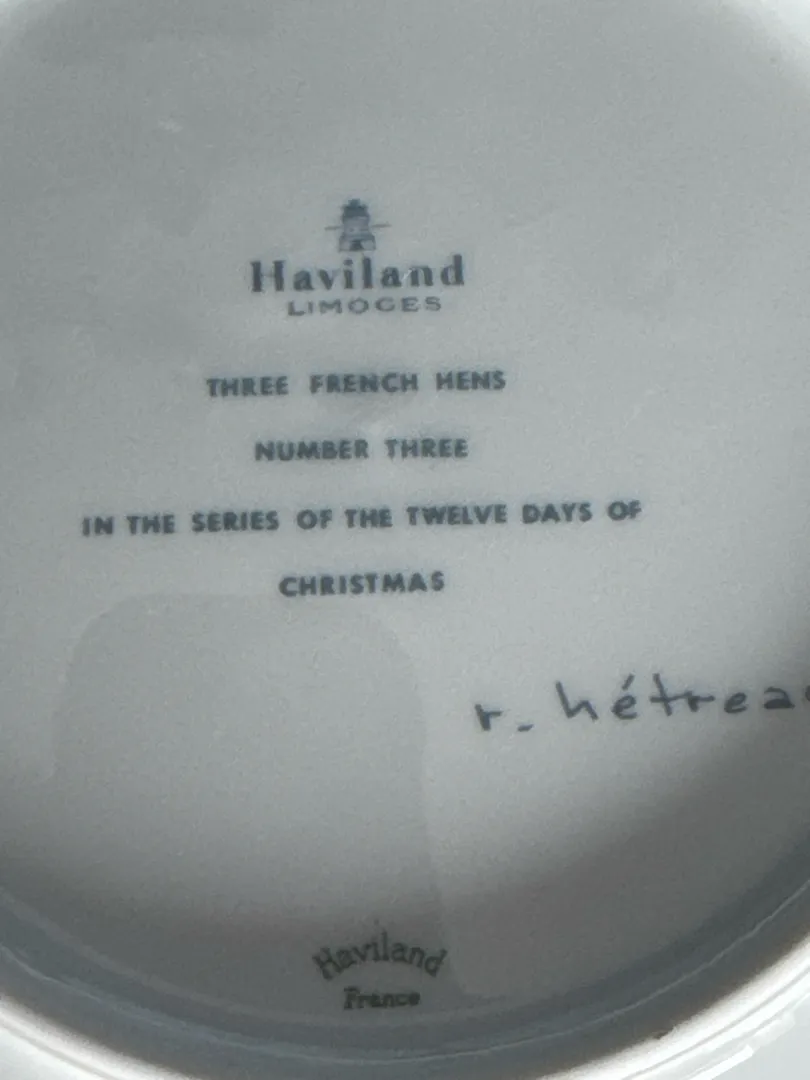 Haviland
LIMOGES
THREE FRENCH HENS
NUMBER THREE
IN THE SERIES OF THE TWELVE DAYS OF
CHRISTMAS
r. hétrea
Haviland
France